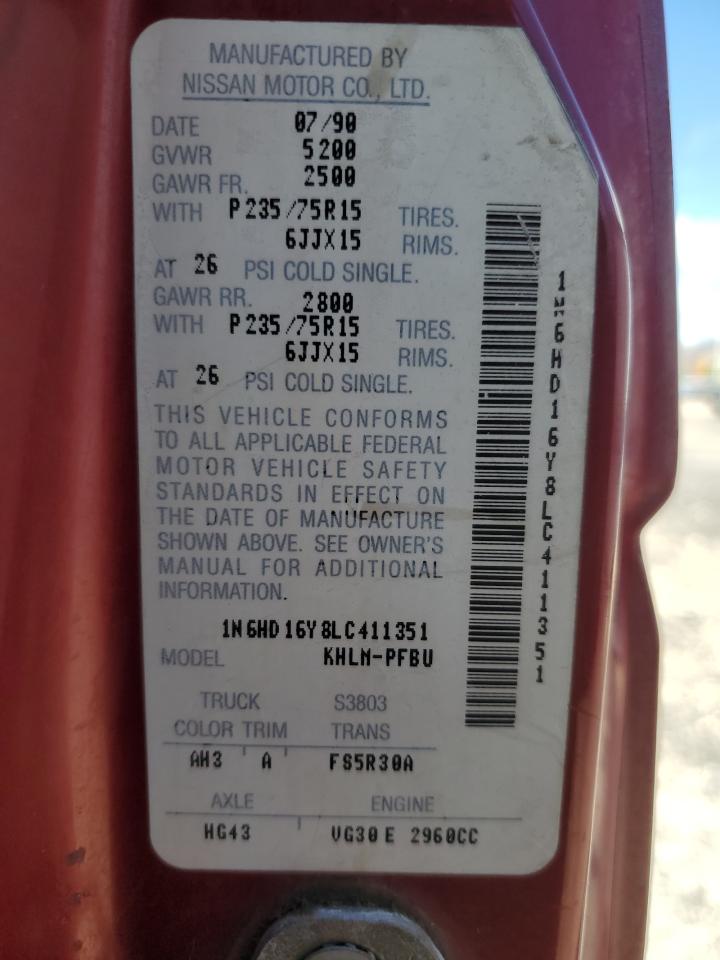 MANUFACTURED BY
NISSAN MOTOR CO., LTD.
DATE 07/90
GVWR 5200
GAWR FR. 2500
WITH P235/75R15 TIRES.
6JJX15 RIMS.
AT 26 PSI COLD SINGLE.
GAWR RR. 2800
WITH P235/75R15 TIRES.
6JJX15 RIMS.
AT 26 PSI COLD SINGLE.
THIS VEHICLE CONFORMS
TO ALL APPLICABLE FEDERAL
MOTOR VEHICLE SAFETY
STANDARDS IN EFFECT ON
THE DATE OF MANUFACTURE
SHOWN ABOVE. SEE OWNER'S
MANUAL FOR ADDITIONAL
INFORMATION.
1N6HD16Y8LC411351
MODEL KHLM-PFBU
TRUCK S3803
COLOR TRIM TRANS
AH3 A FS5R30A
AXLE ENGINE
HG43 VG30E 2960CC
1N6HD16Y8LC411351